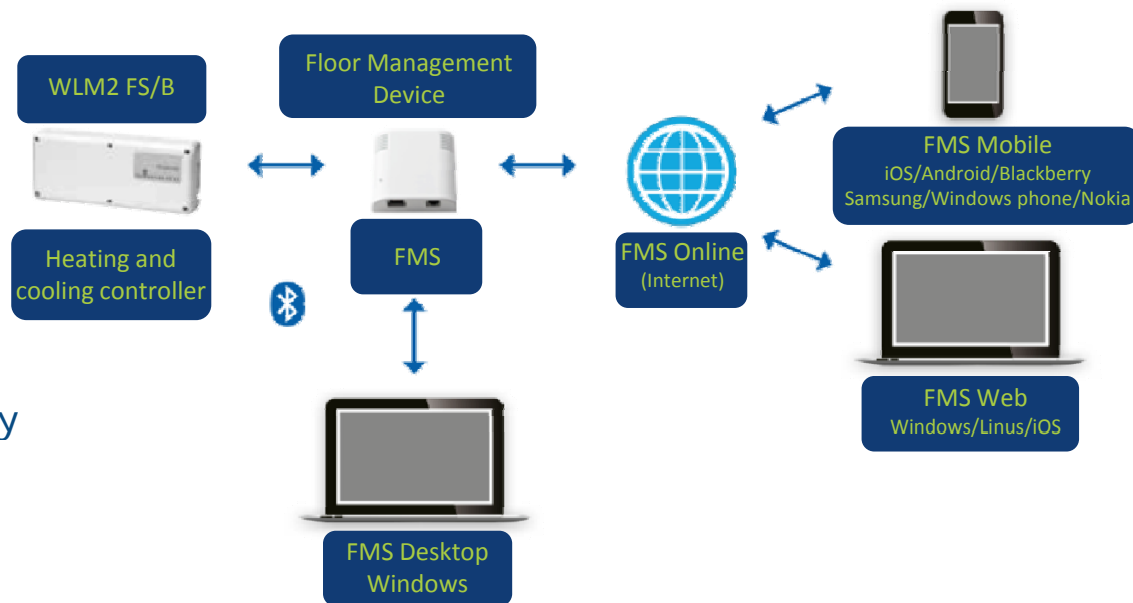 WLM2 FS/B
Heating and
cooling controller
Floor Management
Device
FMS
FMS Desktop
Windows
FMS Online
(Internet)
FMS Mobile
iOS/Android/Blackberry
Samsung/Windows phone/Nokia
FMS Web
Windows/Linus/iOS
y